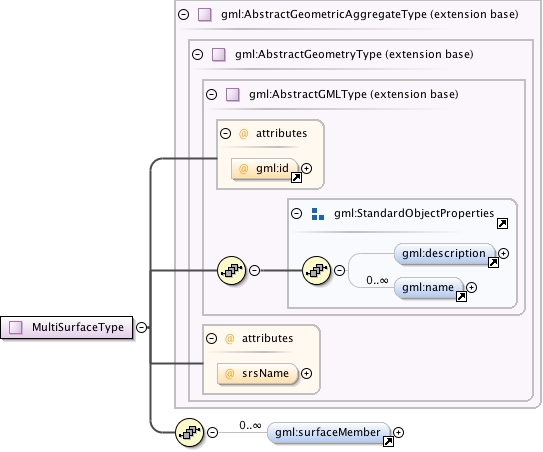 gml:AbstractGeometricAggregateType (extension base)
gml:AbstractGeometryType (extension base)
gml:AbstractGMLType (extension base)
@ attributes
@ gml:id
gml:StandardObjectProperties
gml:description
0..∞ gml:name
MultiSurfaceType
@ attributes
@ srsName
0..∞ gml:surfaceMember